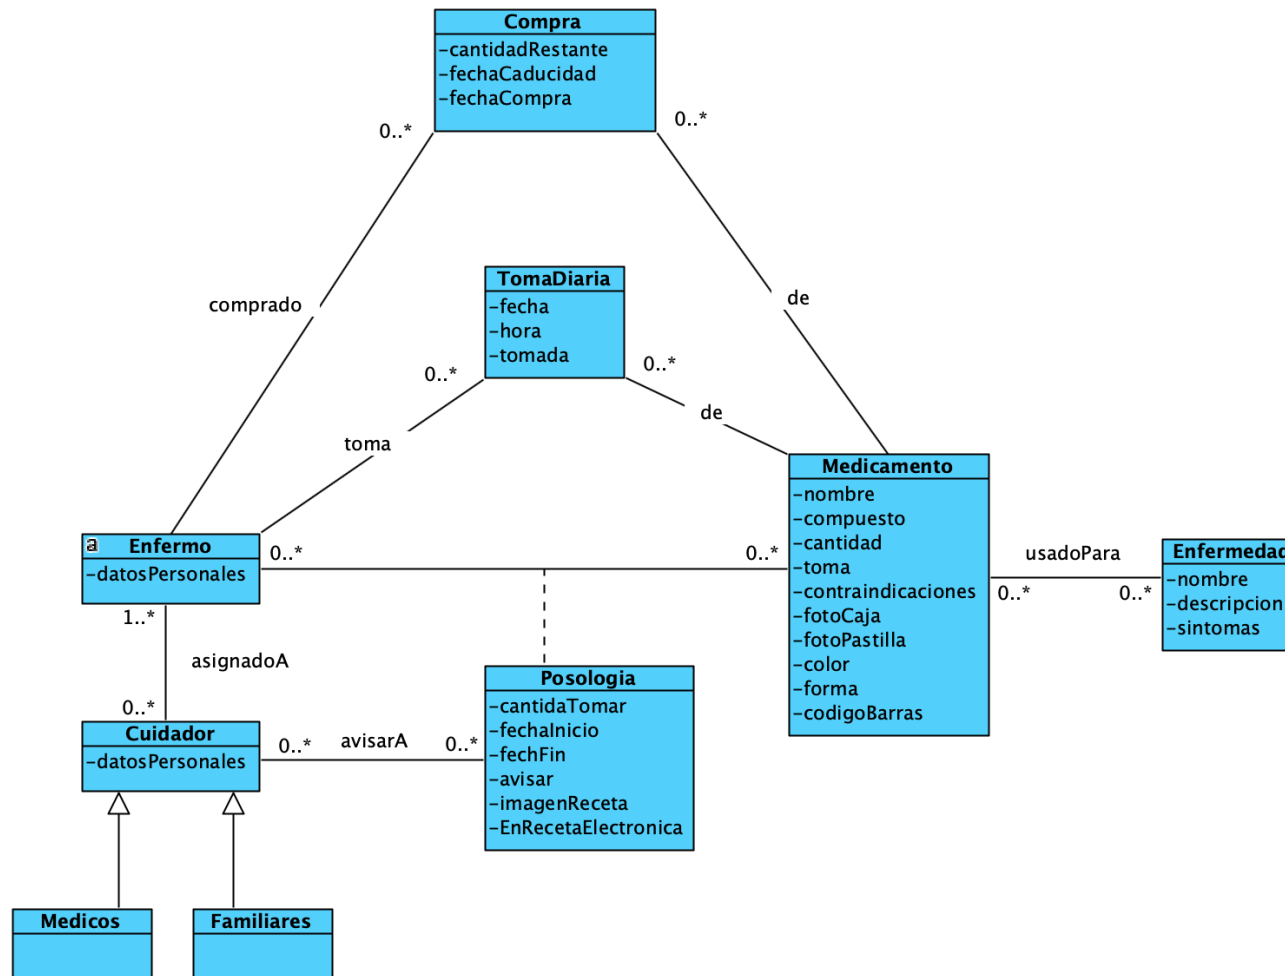 Compra
-cantidadRestante
-fechaCaducidad
-fechaCompra
0..*
0..*
comprado
de
TomaDiaria
-fecha
-hora
-tomada
0..*
0..*
toma
de
Medicamento
-nombre
-compuesto
-cantidad
-toma
-contraindicaciones
-fotoCaja
-fotoPastilla
-color
-forma
-codigoBarras
a Enfermo
-datosPersonales
0..*
0..*
usadoPara
0..*
0..*
Enfermedad
-nombre
-descripcion
-sintomas
1..*
asignadoA
0..*
Cuidador
-datosPersonales
0..*
avisarA
0..*
Posologia
-cantidaTomar
-fechaInicio
-fechFin
-avisar
-imagenReceta
-EnRecetaElectronica
Medicos
Familiares